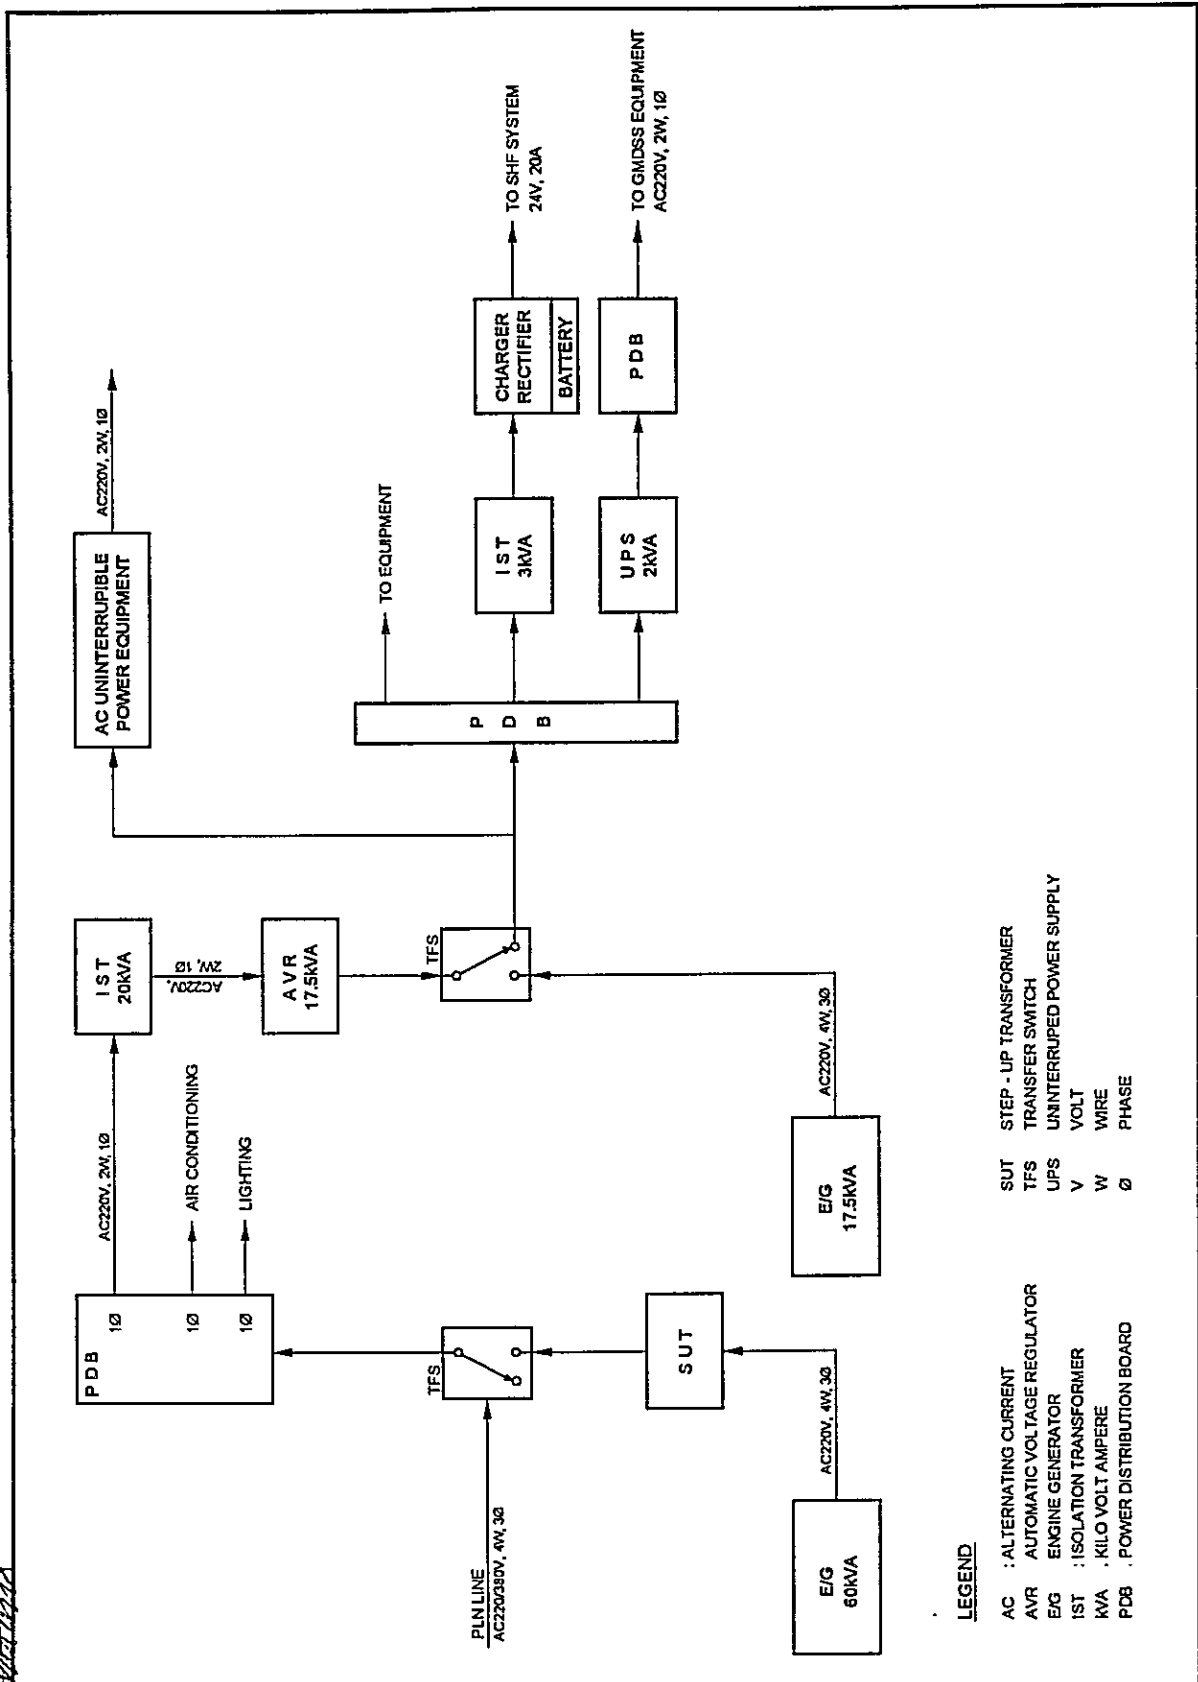 PLN LINE
AC220/380V, 4W, 3Ø
TFS
P D B
1Ø
1Ø
1Ø
AC220V, 2W, 1Ø
AIR CONDITIONING
LIGHTING
E/G
60kVA
AC220V, 4W, 3Ø
S U T
I S T
20kVA
AC220V,
2W, 1Ø
A V R
17.5kVA
TFS
E/G
17.5kVA
AC220V, 4W, 3Ø
AC UNINTERRUPIBLE
POWER EQUIPMENT
AC220V, 2W, 1Ø
P D B
TO EQUIPMENT
I S T
3kVA
CHARGER
RECTIFIER
BATTERY
TO SHF SYSTEM
24V, 20A
U P S
2kVA
P D B
TO GMDSS EQUIPMENT
AC220V, 2W, 1Ø
LEGEND
AC : ALTERNATING CURRENT
AVR AUTOMATIC VOLTAGE REGULATOR
E/G ENGINE GENERATOR
IST : ISOLATION TRANSFORMER
kVA . KILO VOLT AMPERE
PDB . POWER DISTRIBUTION BOARD
SUT STEP - UP TRANSFORMER
TFS TRANSFER SWITCH
UPS UNINTERRUPED POWER SUPPLY
V VOLT
W WIRE
Ø PHASE